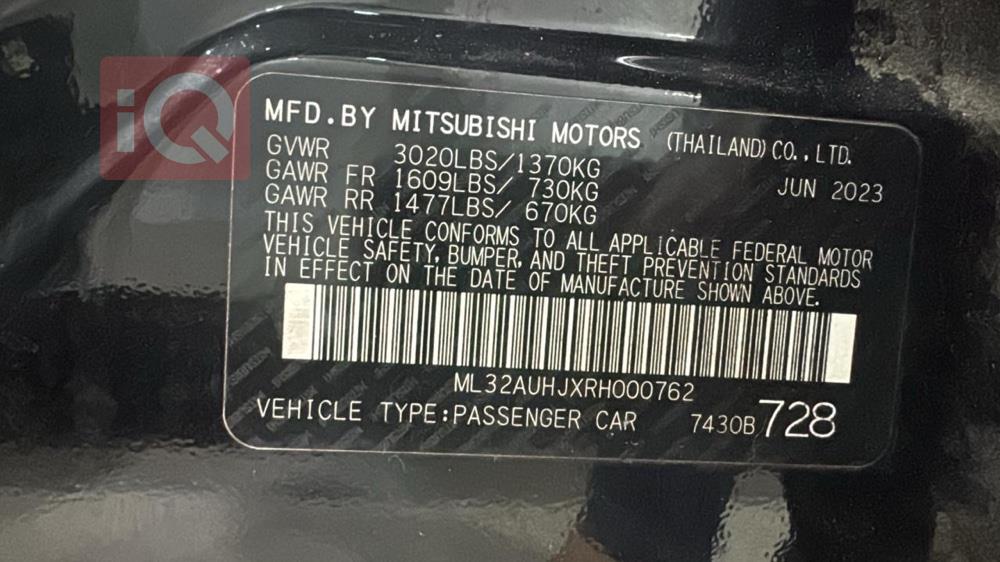 iQ
MFD.BY MITSUBISHI MOTORS (THAILAND) CO., LTD.
GVWR 3020LBS/1370KG JUN 2023
GAWR FR 1609LBS/ 730KG
GAWR RR 1477LBS/ 670KG
THIS VEHICLE CONFORMS TO ALL APPLICABLE FEDERAL MOTOR
VEHICLE SAFETY, BUMPER, AND THEFT PREVENTION STANDARDS
IN EFFECT ON THE DATE OF MANUFACTURE SHOWN ABOVE.
ML32AUHJXRH000762
VEHICLE TYPE:PASSENGER CAR 7430B 728